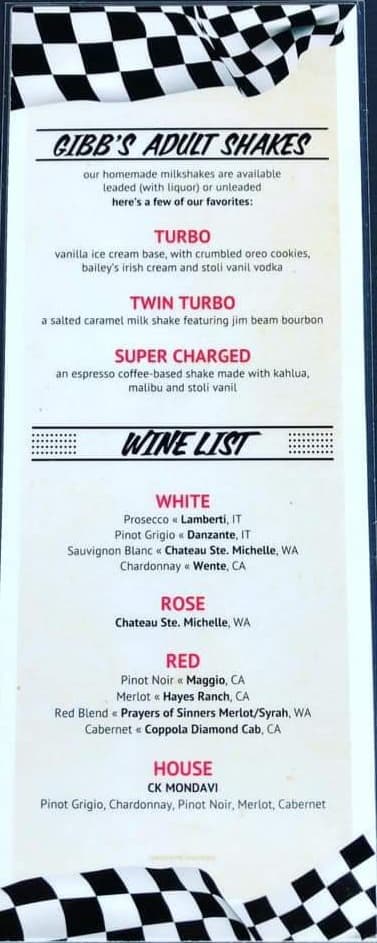 GIBB'S ADULT SHAKES
our homemade milkshakes are available
leaded (with liquor) or unleaded
here's a few of our favorites:
TURBO
vanilla ice cream base, with crumbled oreo cookies,
bailey's irish cream and stoli vanil vodka
TWIN TURBO
a salted caramel milk shake featuring jim beam bourbon
SUPER CHARGED
an espresso coffee-based shake made with kahlua,
malibu and stoli vanil
WINE LIST
WHITE
Prosecco « Lamberti, IT
Pinot Grigio « Danzante, IT
Sauvignon Blanc « Chateau Ste. Michelle, WA
Chardonnay « Wente, CA
ROSE
Chateau Ste. Michelle, WA
RED
Pinot Noir « Maggio, CA
Merlot « Hayes Ranch, CA
Red Blend « Prayers of Sinners Merlot/Syrah, WA
Cabernet « Coppola Diamond Cab, CA
HOUSE
CK MONDAVI
Pinot Grigio, Chardonnay, Pinot Noir, Merlot, Cabernet